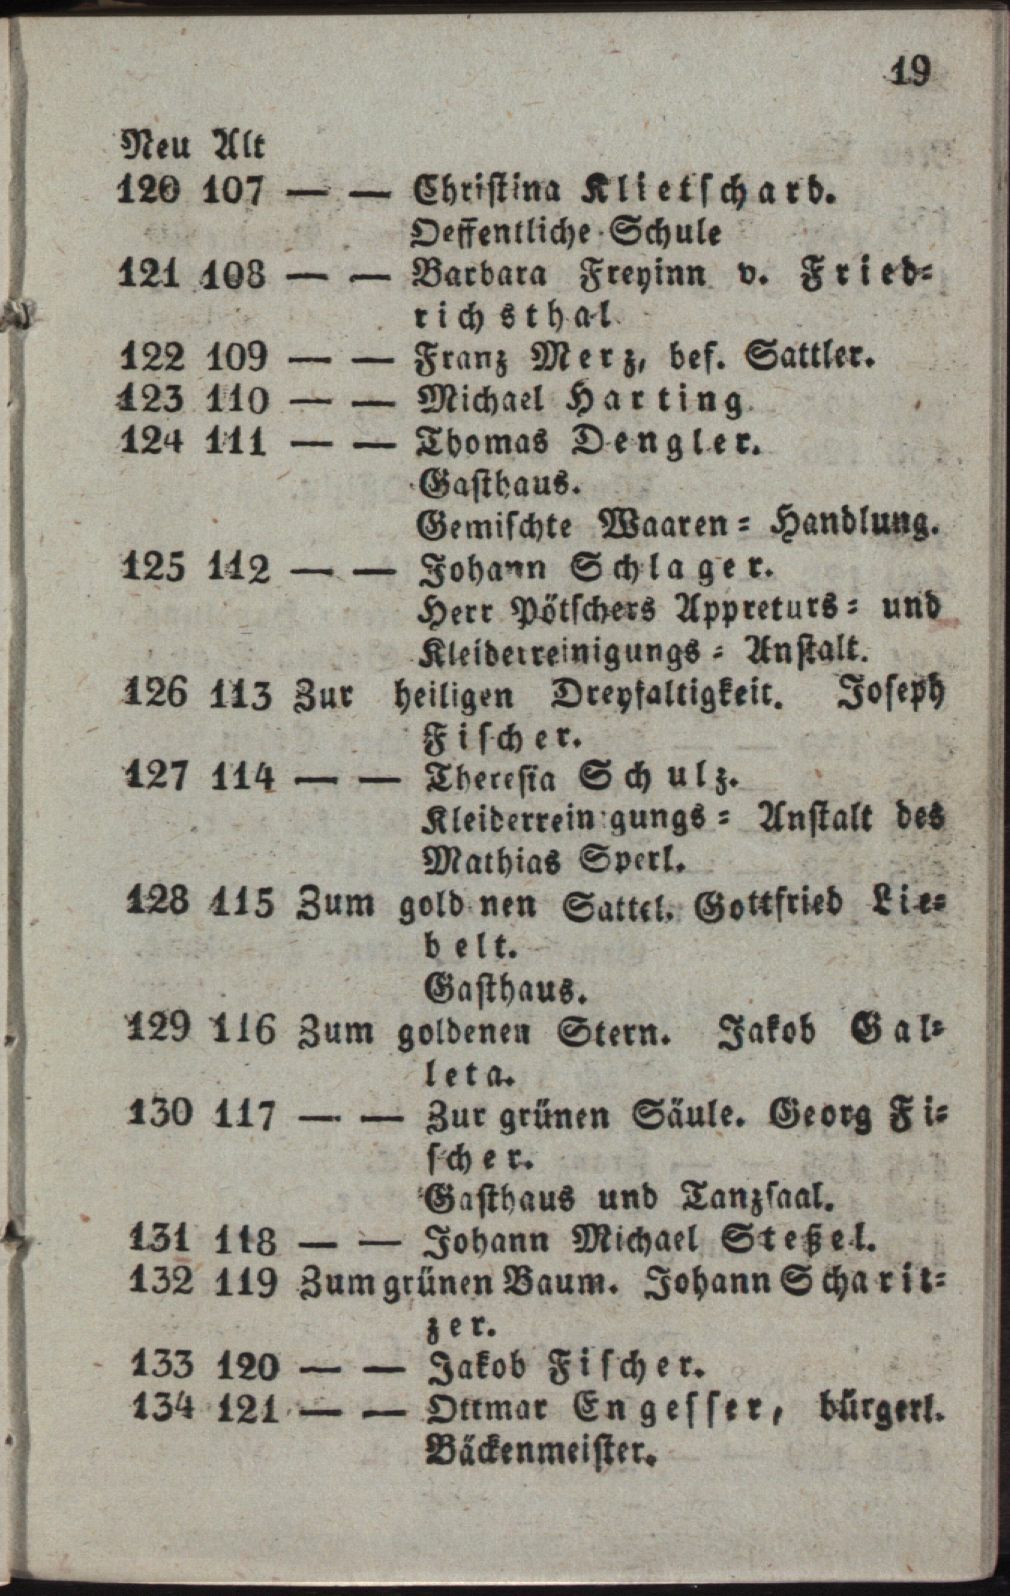 19
Neu Alt
120 107 — — Christina Klietschard.
Oeffentliche Schule
121 108 — — Barbara Freyinn v. Fried-
richsthal
122 109 — — Franz Merz, bef. Sattler.
123 110 — — Michael Harting
124 111 — — Thomas Dengler.
Gasthaus.
Gemischte Waaren-Handlung.
125 112 — — Johann Schlager.
Herr Pötschers Appreturs- und
Kleiderreinigungs-Anstalt.
126 113 Zur heiligen Dreyfaltigkeit. Joseph
Fischer.
127 114 — — Theresia Schulz.
Kleiderrein gungs-Anstalt des
Mathias Sperl.
128 115 Zum gold nen Sattel. Gottfried Lie-
belt.
Gasthaus.
129 116 Zum goldenen Stern. Jakob Gal-
leta.
130 117 — — Zur grünen Säule. Georg Fi-
scher.
Gasthaus und Tanzsaal.
131 118 — — Johann Michael Steßel.
132 119 Zum grünen Baum. Johann Scharit-
zer.
133 120 — — Jakob Fischer.
134 121 — — Ottmar Engesser, bürgerl.
Bäckenmeister.